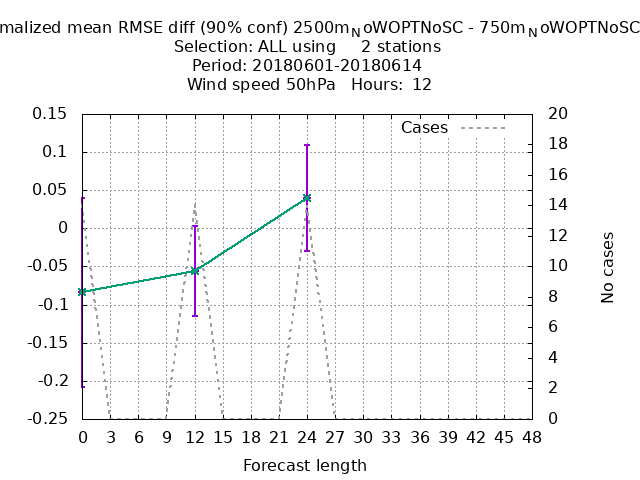 malized mean RMSE diff (90% conf) 2500mNoWOPTNoSC - 750mNoWOPTNoSC
Selection: ALL using 2 stations
Period: 20180601-20180614
Wind speed 50hPa Hours: 12
Cases
0.15
0.1
0.05
0
-0.05
-0.1
-0.15
-0.2
-0.25
20
18
16
14
12
10
8
6
4
2
0
No cases
0 3 6 9 12 15 18 21 24 27 30 33 36 39 42 45 48
Forecast length